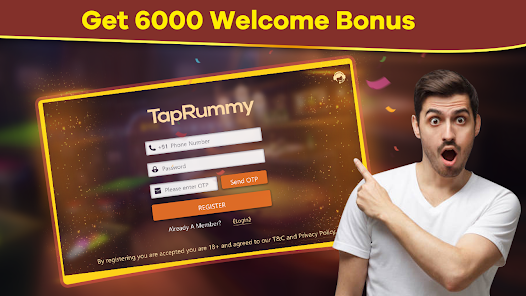 Get 6000 Welcome Bonus
TapRummy
+91 Phone Number
Password
Please enter OTP
Send OTP
REGISTER
Already A Member? (Login)
By registering you are accepted you are 18+ and agreed to our T&C and Privacy Policy.